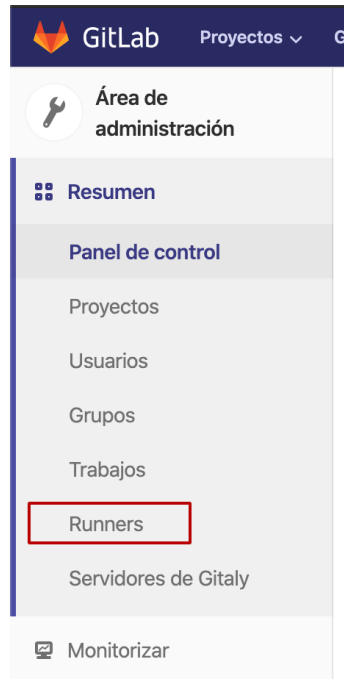 GitLab Proyectos G
Área de
administración
Resumen
Panel de control
Proyectos
Usuarios
Grupos
Trabajos
Runners
Servidores de Gitaly
Monitorizar